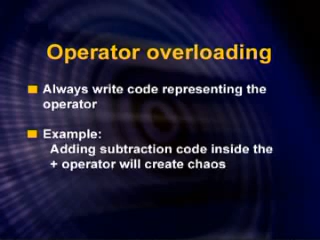 Operator overloading
Always write code representing the
operator
Example:
Adding subtraction code inside the
+ operator will create chaos